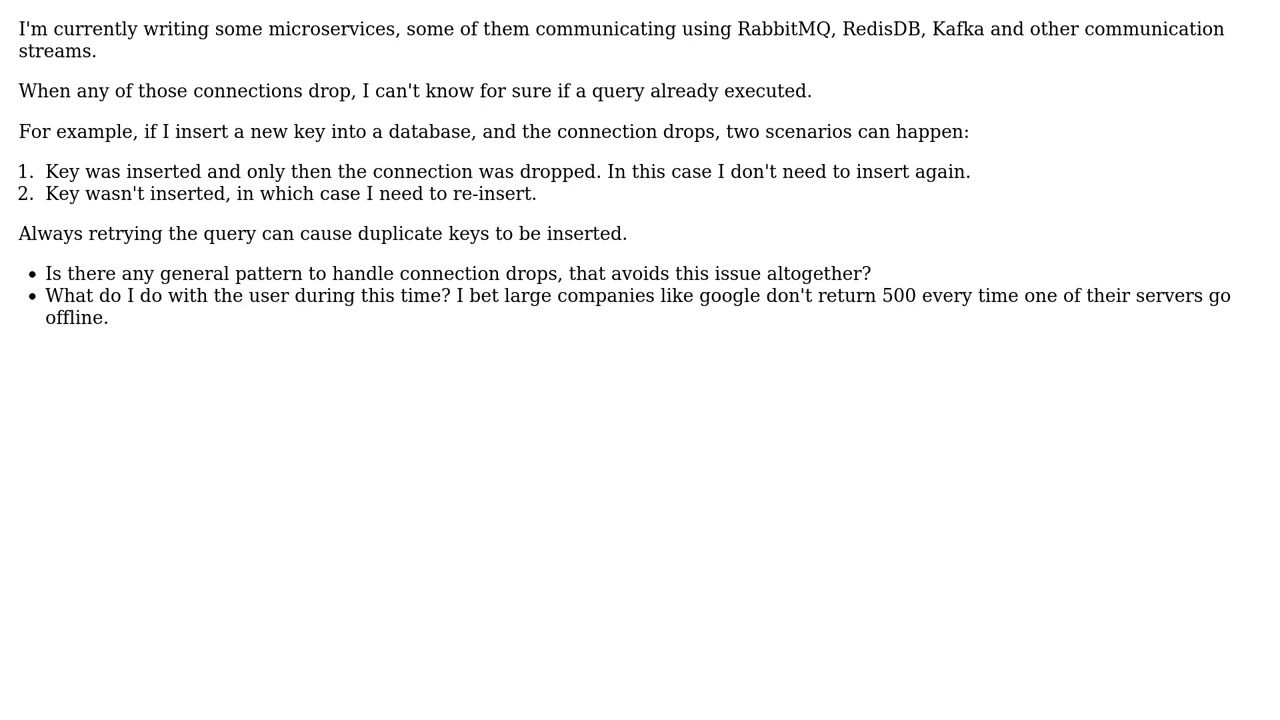 I'm currently writing some microservices, some of them communicating using RabbitMQ, RedisDB, Kafka and other communication
streams.
When any of those connections drop, I can't know for sure if a query already executed.
For example, if I insert a new key into a database, and the connection drops, two scenarios can happen:
1. Key was inserted and only then the connection was dropped. In this case I don't need to insert again.
2. Key wasn't inserted, in which case I need to re-insert.
Always retrying the query can cause duplicate keys to be inserted.
• Is there any general pattern to handle connection drops, that avoids this issue altogether?
• What do I do with the user during this time? I bet large companies like google don't return 500 every time one of their servers go
offline.